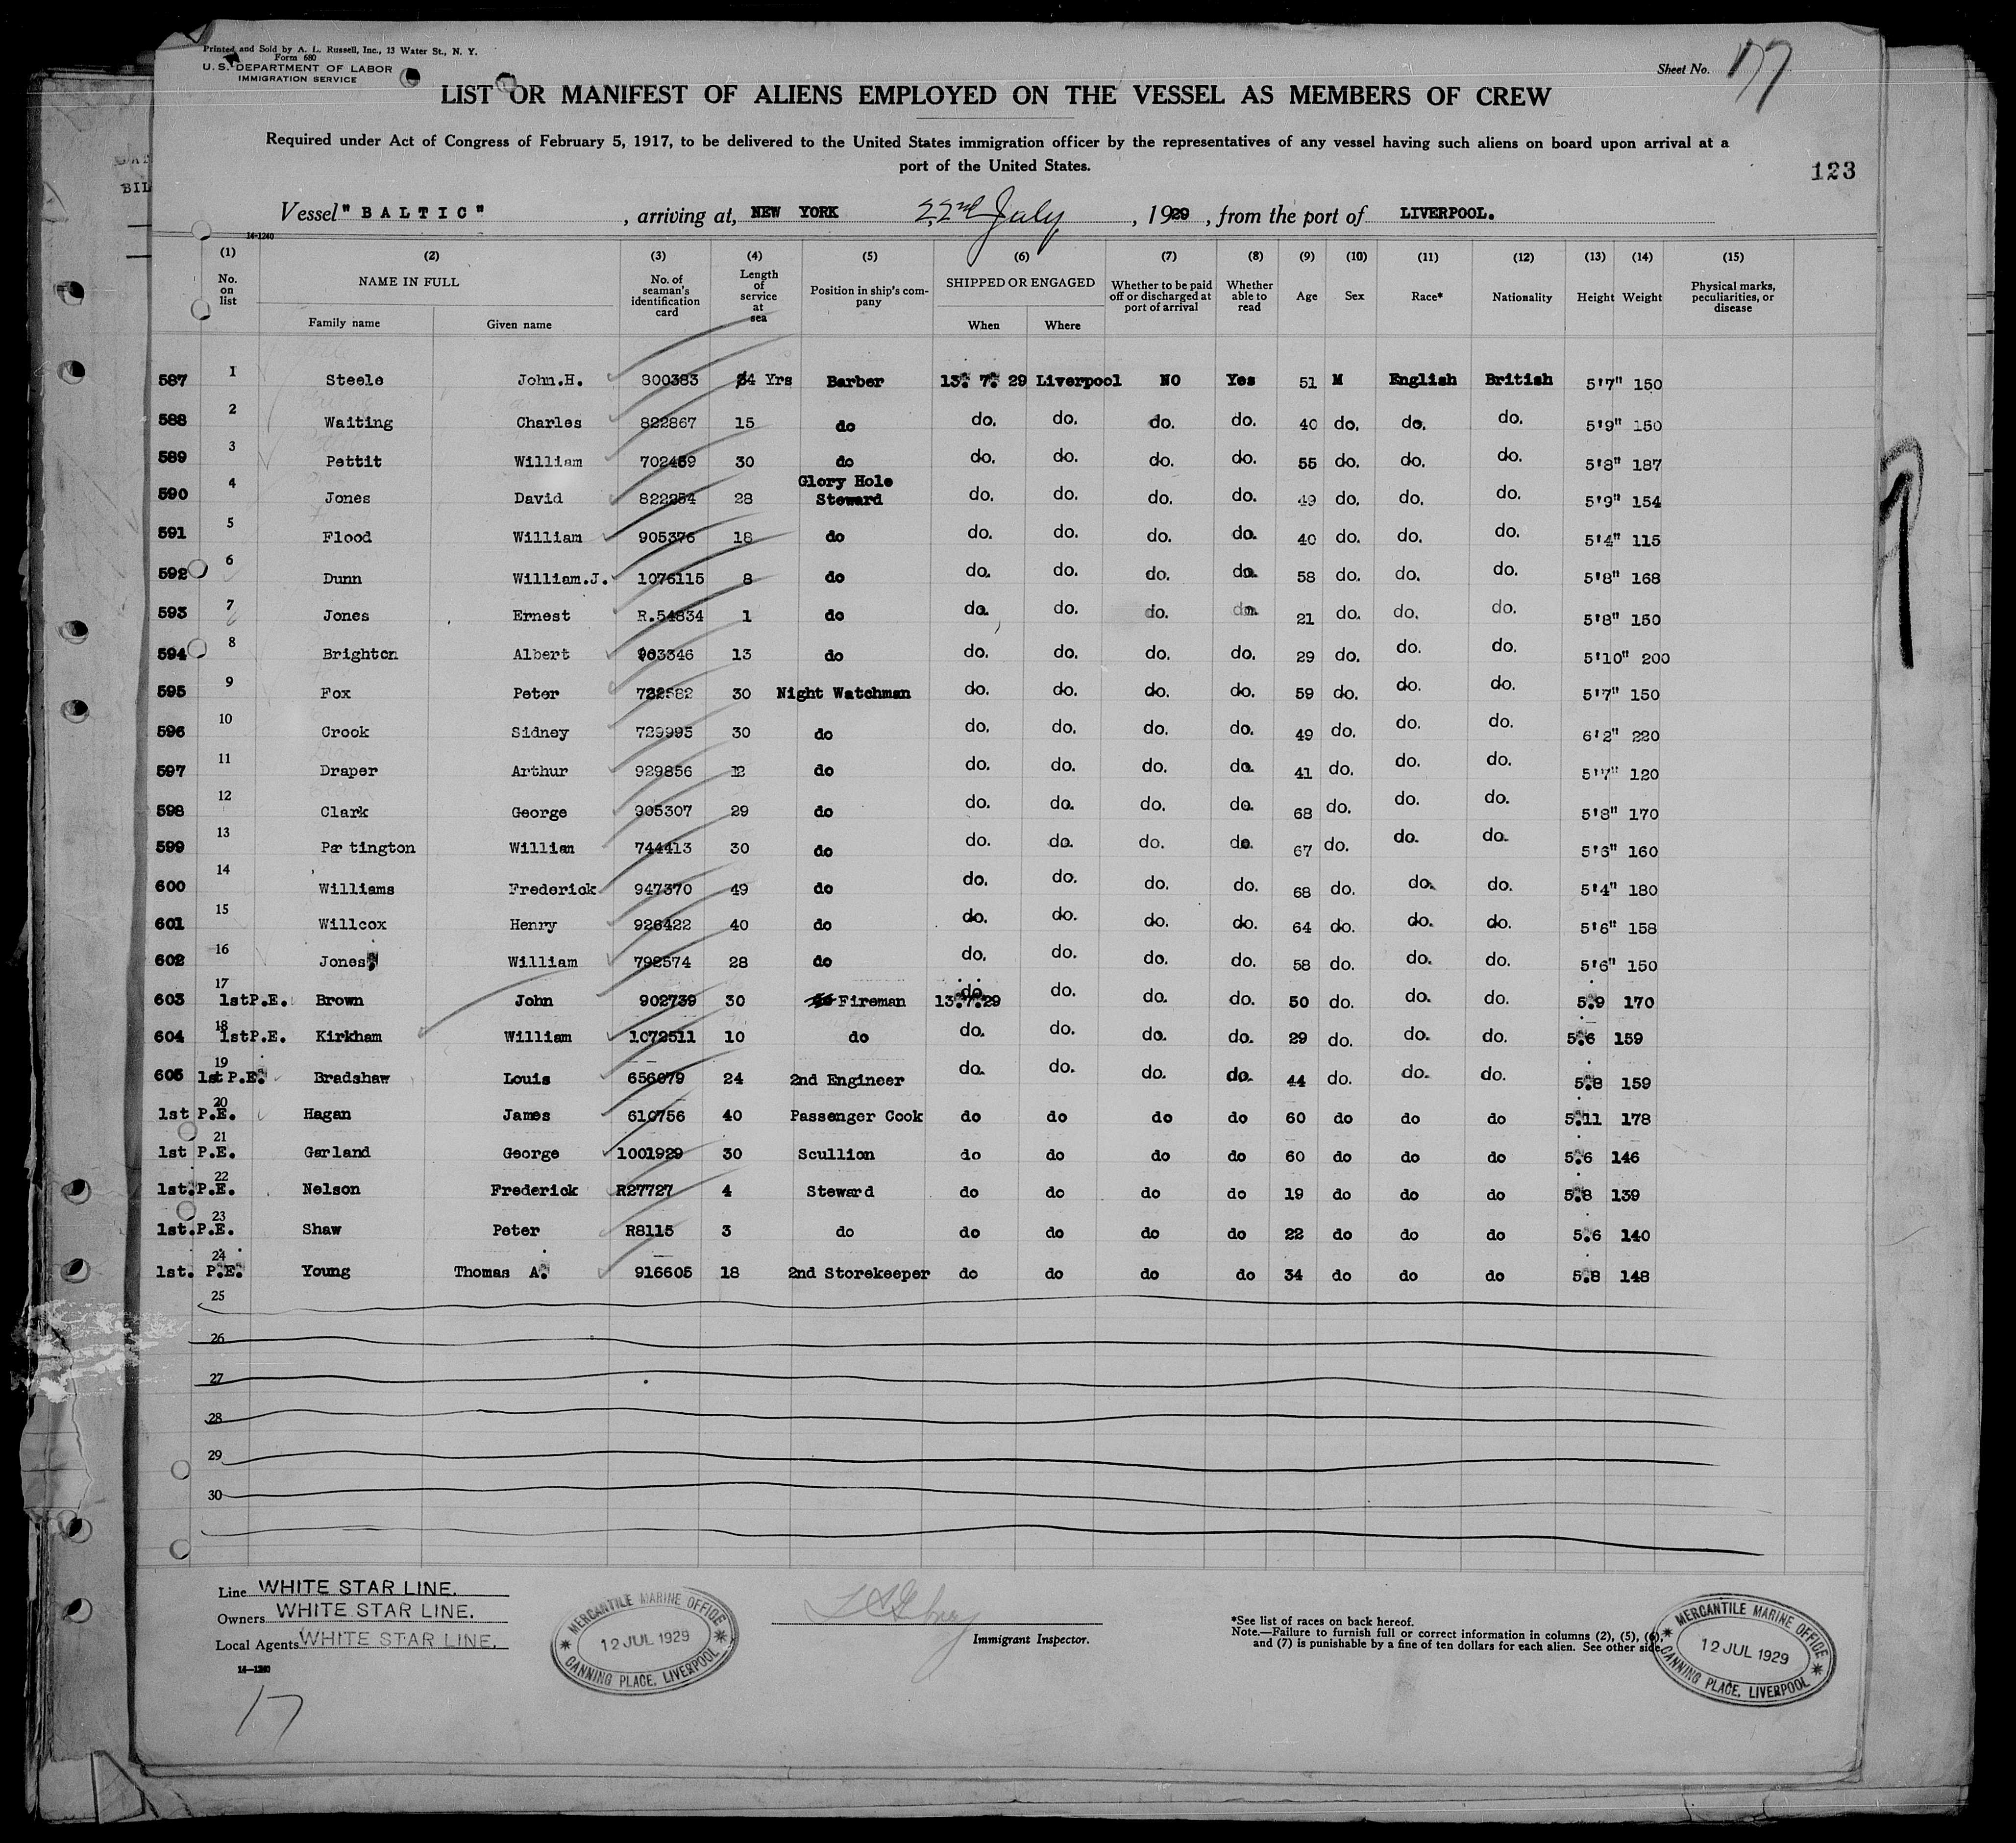 Printed and Sold by A. L. Russell, Inc., 13 Water St., N. Y.
Form 680
U. S. DEPARTMENT OF LABOR
IMMIGRATION SERVICE
Sheet No. 17
LIST OR MANIFEST OF ALIENS EMPLOYED ON THE VESSEL AS MEMBERS OF CREW
Required under Act of Congress of February 5, 1917, to be delivered to the United States immigration officer by the representatives of any vessel having such aliens on board upon arrival at a
port of the United States.
123
BIL
Vessel "BALTIC", arriving at, NEW YORK 22nd July, 1929, from the port of LIVERPOOL.
14-1240
(1) (2) (3) (4) (5) (6) (7) (8) (9) (10) (11) (12) (13) (14) (15)
No. on list NAME IN FULL No. of seaman's identification card Length of service at sea Position in ship's company SHIPPED OR ENGAGED Whether to be paid off or discharged at port of arrival Whether able to read Age Sex Race* Nationality Height Weight Physical marks, peculiarities, or disease
Family name Given name When Where
587 1 Steele John.H. 800383 34 Yrs Barber 13. 7. 29 Liverpool NO Yes 51 M English British 5'7" 150
588 2 Waiting Charles 822867 15 do do. do. do. do. 40 do. do. do. 5'9" 150
589 3 Pettit William 702489 30 do do. do. do. do. 55 do. do. do. 5'8" 187
590 4 Jones David 822254 28 Glory Hole Steward do. do. do. do. 49 do. do. do. 5'9" 154
591 5 Flood William 905376 18 do do. do. do. do. 40 do. do. do. 5'4" 115
592 6 Dunn William.J. 1076115 8 do do. do. do. do. 58 do. do. do. 5'8" 168
593 7 Jones Ernest R.54834 1 do do. do. do. do. 21 do. do. do. 5'8" 150
594 8 Brighton Albert 903346 13 do do. do. do. do. 29 do. do. do. 5'10" 200
595 9 Fox Peter 722582 30 Night Watchman do. do. do. do. 59 do. do. do. 5'7" 150
596 10 Crook Sidney 729995 30 do do. do. do. do. 49 do. do. do. 6'2" 220
597 11 Draper Arthur 929856 12 do do. do. do. do. 41 do. do. do. 5'7" 120
598 12 Clark George 905307 29 do do. do. do. do. 68 do. do. do. 5'8" 170
599 13 Partington William 744413 30 do do. do. do. do. 67 do. do. do. 5'6" 160
600 14 Williams Frederick 947370 49 do do. do. do. do. 68 do. do. do. 5'4" 180
601 15 Willcox Henry 926422 40 do do. do. do. do. 64 do. do. do. 5'6" 158
602 16 Jones William 792574 28 do do. do. do. do. 58 do. do. do. 5'6" 150
603 17 1stP.E. Brown John 902739 30 do Fireman do. 13.7.29 do. do. do. 50 do. do. do. 5.9 170
604 18 1stP.E. Kirkham William 1072511 10 do do. do. do. do. 29 do. do. do. 5.6 159
605 19 1st P.E. Bradshaw Louis 656079 24 2nd Engineer do. do. do. do. 44 do. do. do. 5.8 159
1st P.E. 20 Hagan James 610756 40 Passenger Cook do do do do 60 do do do 5.11 178
1st P.E. 21 Garland George 1001929 30 Scullion do do do do 60 do do do 5.6 146
1st.P.E. 22 Nelson Frederick R27727 4 Steward do do do do 19 do do do 5.8 139
1st.P.E. 23 Shaw Peter R8115 3 do do do do do 22 do do do 5.6 140
1st. P.E. 24 Young Thomas A. 916605 18 2nd Storekeeper do do do do 34 do do do 5.8 148
25
26
27
28
29
30
Line WHITE STAR LINE.
Owners WHITE STAR LINE.
Local Agents WHITE STAR LINE.
14-1240
17
MERCANTILE MARINE OFFICE
12 JUL 1929
CANNING PLACE, LIVERPOOL
Immigrant Inspector.
*See list of races on back hereof.
Note.—Failure to furnish full or correct information in columns (2), (5), (6),
and (7) is punishable by a fine of ten dollars for each alien. See other side.
MERCANTILE MARINE OFFICE
12 JUL 1929
CANNING PLACE, LIVERPOOL